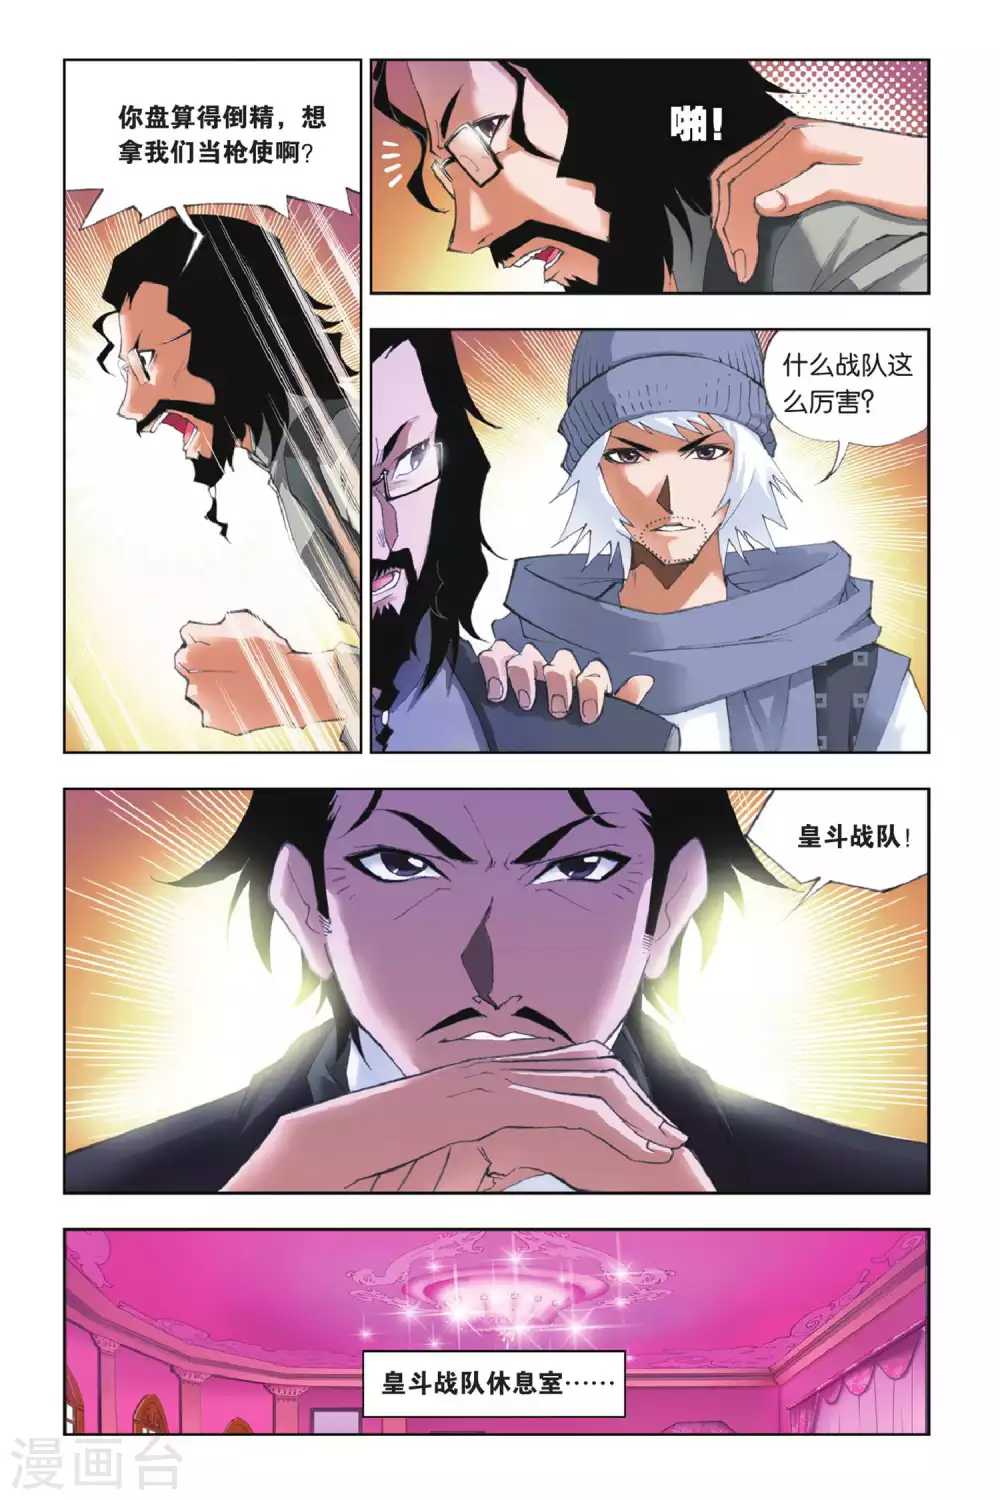 你盘算得倒精，想
拿我们当枪使啊？
啪！
什么战队这
么厉害？
皇斗战队！
皇斗战队休息室……
漫画台